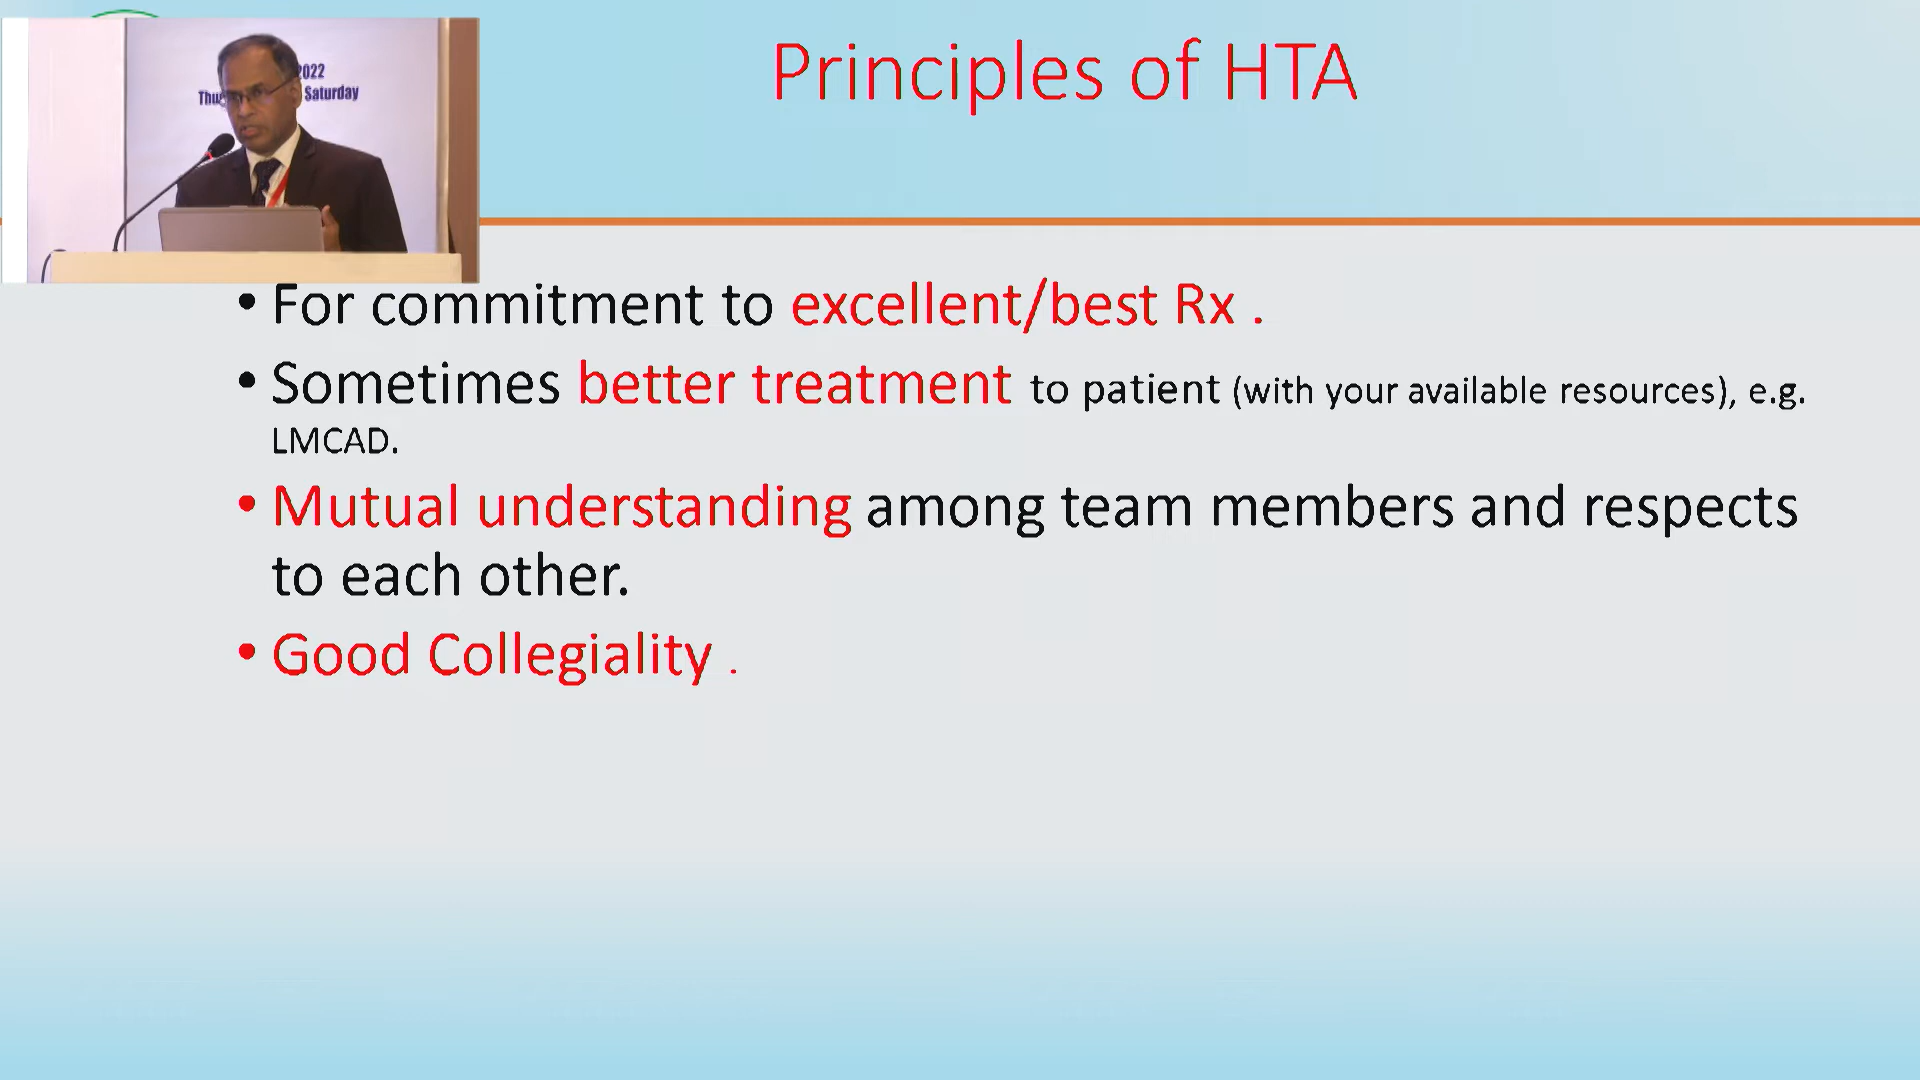 2022
Saturday
Principles of HTA
• For commitment to excellent/best Rx .
• Sometimes better treatment to patient (with your available resources), e.g.
LMCAD.
• Mutual understanding among team members and respects
to each other.
• Good Collegiality .